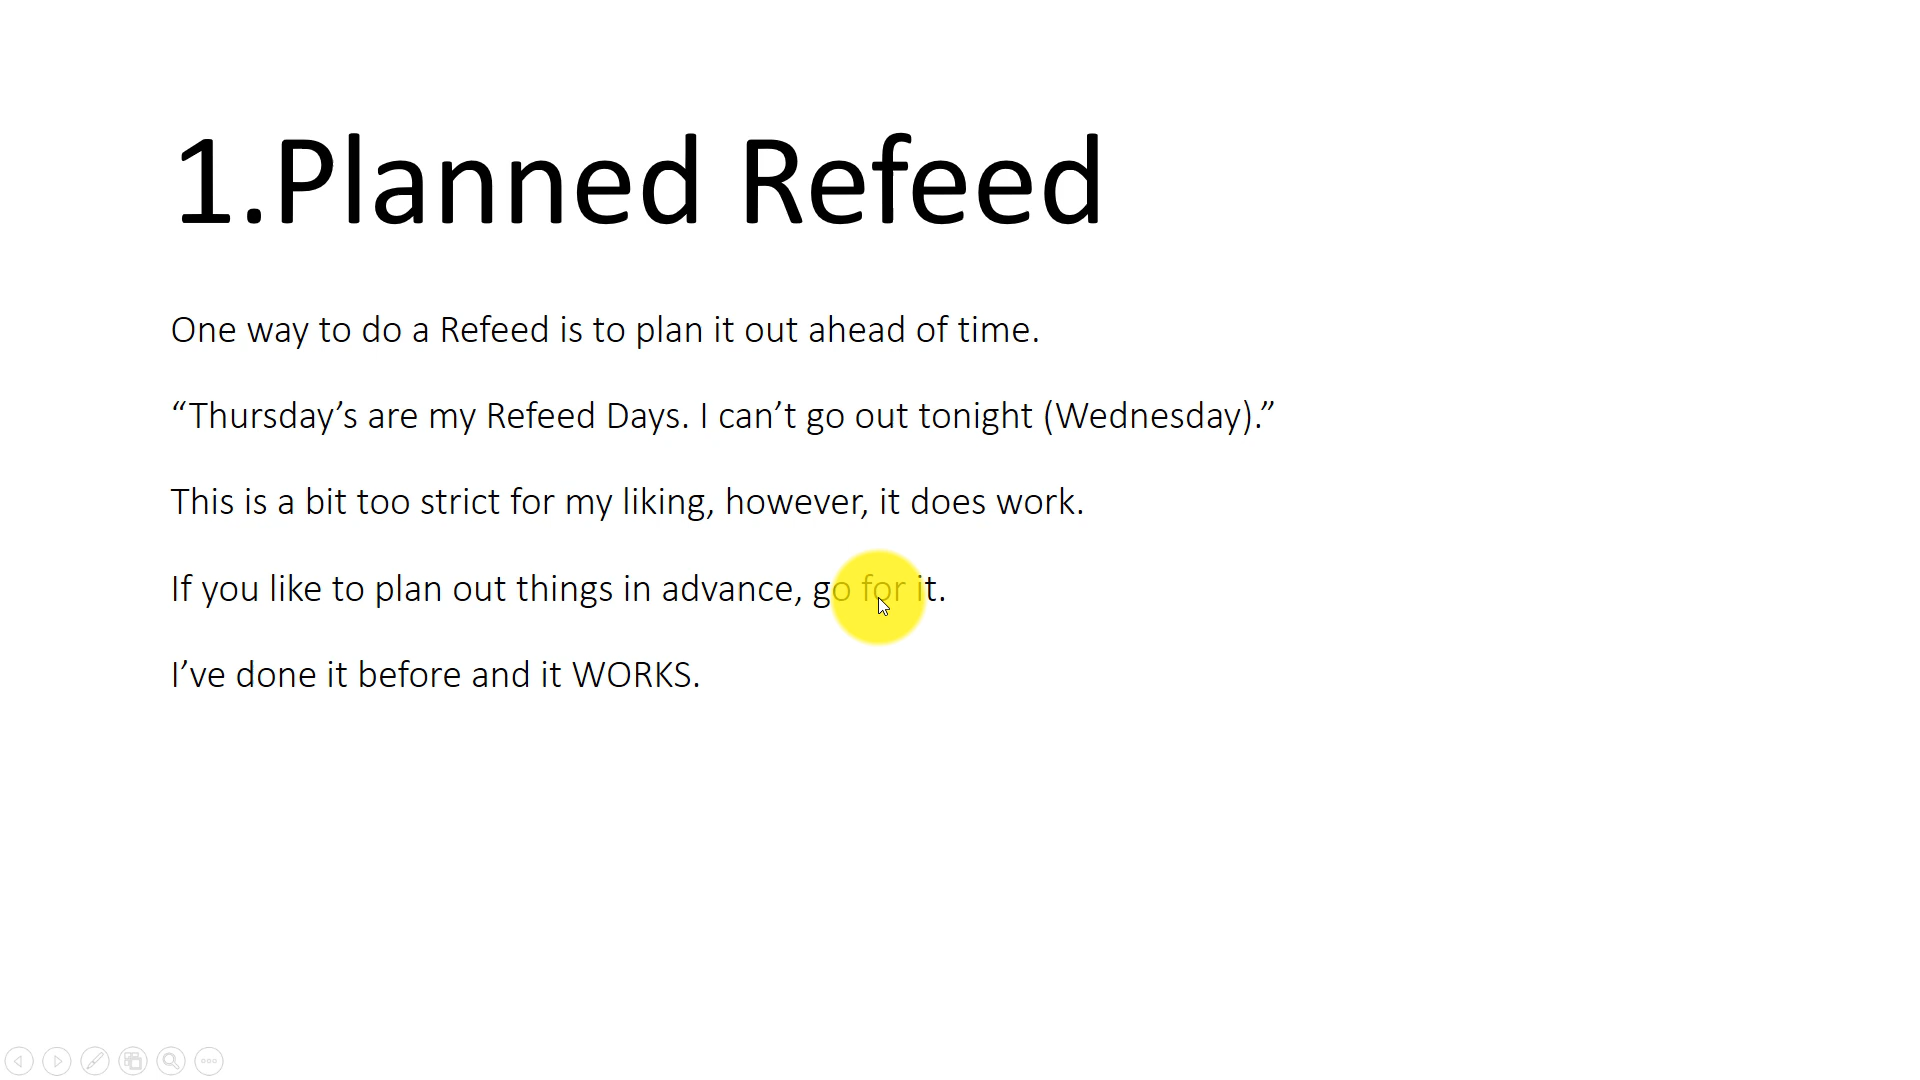 1.Planned Refeed
One way to do a Refeed is to plan it out ahead of time.
“Thursday’s are my Refeed Days. I can’t go out tonight (Wednesday).”
This is a bit too strict for my liking, however, it does work.
If you like to plan out things in advance, go for it.
I’ve done it before and it WORKS.